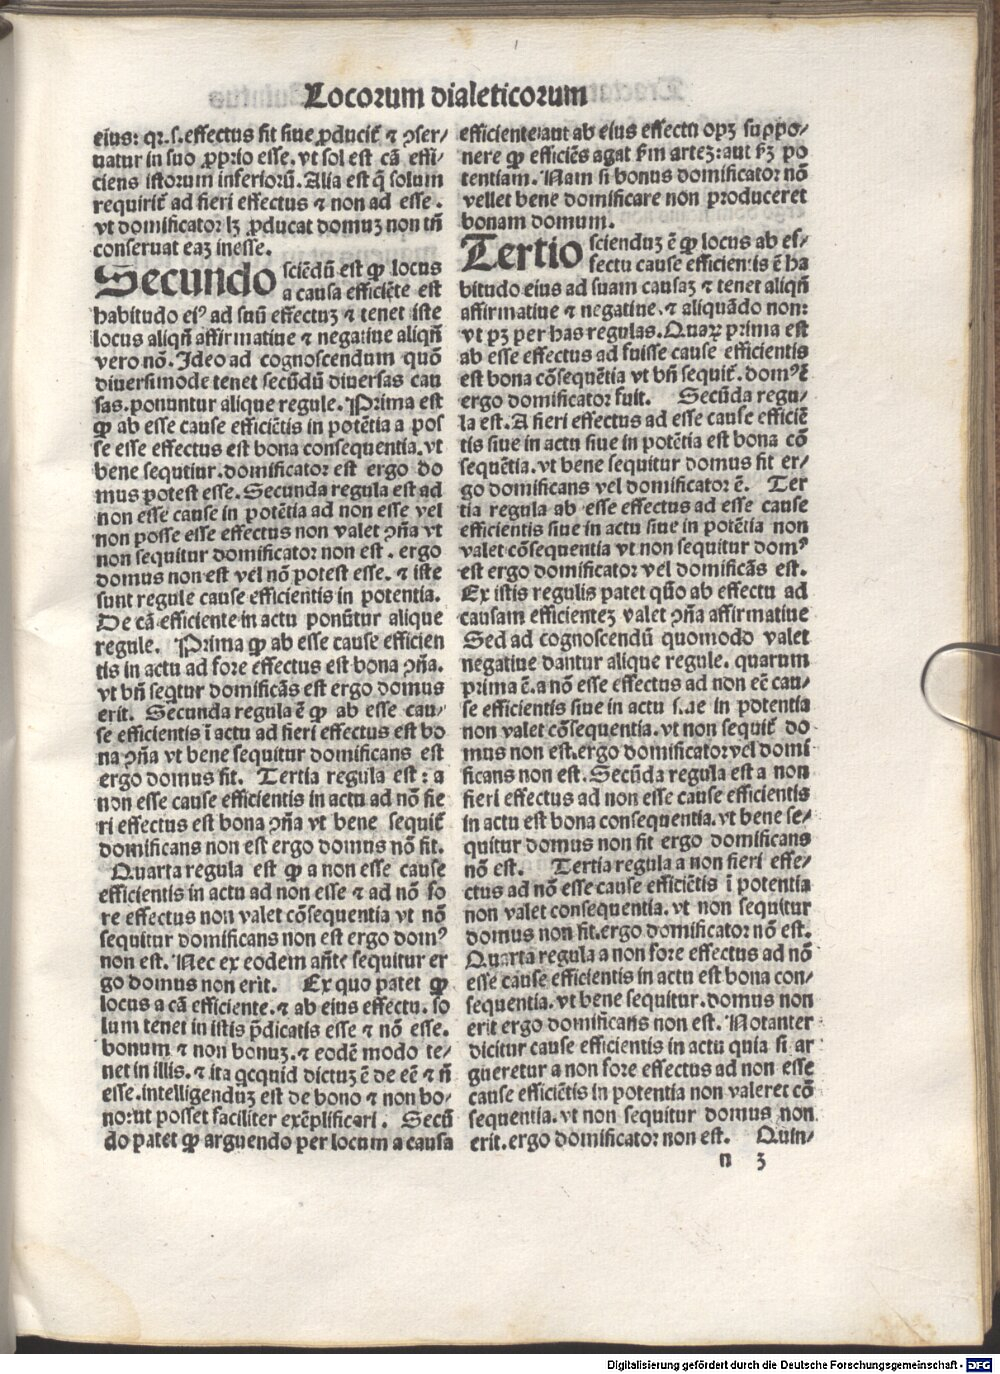 Locorum dialeticorum
eius: qr.s.effectus fit siue ꝓducit᷑ ⁊ ꝯser/
uatur in suo ꝓprio esse. vt sol est cā effi/
ciens istorum inferiorū. Alia est q̄ solum
requirit᷑ ad fieri effectus ⁊ non ad esse.
vt domificator lꝫ ꝓducat domuꝫ non tn̄
conseruat eaꝫ inesse.
Secundo sciēdū est ꝙ locus
a causa efficiēte est
habitudo ei⁹ ad suū effectuꝫ ⁊ tenet iste
locus aliqn̄ affirmatiue ⁊ negatiue aliqn̄
vero nō. Ideo ad cognoscendum quō
diuersimode tenet secūdū diuersas cau
sas. ponuntur alique regule. Prima est
ꝙ ab esse cause efficiētis in potētia a pos
se esse effectus est bona consequentia. vt
bene sequtiur. domificator est ergo do
mus potest esse. Secunda regula est ad
non esse cause in potētia ad non esse vel
non posse esse effectus non valet ꝯn̄a vt
non sequitur domificator non est. ergo
domus non est vel nō potest esse. ⁊ iste
sunt regule cause efficientis in potentia.
De cā efficiente in actu ponūtur alique
regule. Prima ꝙ ab esse cause efficien
tis in actu ad fore effectus est bona ꝯn̄a.
vt bn̄ seqtur domificās est ergo domus
erit. Secunda regula ē ꝙ ab esse cau/
se efficientis ī actu ad fieri effectus est bo
na ꝯn̄a vt bene sequitur domificans est
ergo domus fit. Tertia regula est: a
non esse cause efficientis in actu ad nō fie
ri effectus est bona ꝯn̄a vt bene sequit᷑
domificans non est ergo domus nō fit.
Quarta regula est ꝙ a non esse cause
efficientis in actu ad non esse ⁊ ad nō fo
re effectus non valet cōsequentia vt nō
sequitur domificans non est ergo dom⁹
non est. Nec ex eodem an̄te sequitur er
go domus non erit. Ex quo patet ꝙ
locus a cā efficiente. ⁊ ab eius effectu. so
lum tenet in istis p̄dicatis esse ⁊ nō esse.
bonum ⁊ non bonuꝫ. ⁊ eodē modo te/
net in illis. ⁊ ita qcquid dictuꝫ ē de eē ⁊ n̄
esse. intelligenduꝫ est de bono ⁊ non bo/
no: vt posset faciliter exēplificari. Secū
do patet ꝙ arguendo per locum a causa
efficiente: aut ab eius effectu opꝫ suppo/
nere ꝙ efficiēs agat km̄ arteꝫ: aut kꝫ po
tentiam. Nam si bonus domificator nō
vellet bene domificare non produceret
bonam domum.
Tertio scienduꝫ ē ꝙ locus ab ef/
fectu cause efficientis ē ha
bitudo eius ad suam causaꝫ ⁊ tenet aliqn̄
affirmatiue ⁊ negatiue. ⁊ aliquādo non:
vt pꝫ per has regulas. Quaꝝ prima est
ab esse effectus ad fuisse cause efficientis
est bona cōsequētia vt bn̄ sequit᷑. dom⁹ ē
ergo domificator fuit. Secūda regu/
la est. A fieri effectus ad esse cause efficiē
tis siue in actu siue in potētia est bona cō
sequētia. vt bene sequitur domus fit er/
go domificans vel domificator ē. Ter
tia regula ab esse effectus ad esse cause
efficientis siue in actu siue in potētia non
valet cōsequentia vt non sequitur dom⁹
est ergo domificator vel domificās est.
Ex istis regulis patet quō ab effectu ad
causam efficienteꝫ valet ꝯn̄a affirmatiue
Sed ad cognoscendū quomodo valet
negatiue dantur alique regule. quarum
prima ē. a nō esse effectus ad non eē cau/
se efficientis siue in actu siue in potentia
non valet cōsequentia. vt non sequit᷑ do
mus non est. ergo domificator vel domi
ficans non est. Secūda regula est a non
fieri effectus ad non esse cause efficientis
in actu est bona consequentia. vt bene se/
quitur domus non fit ergo domificans
nō est. Tertia regula a non fieri effe/
ctus ad nō esse cause efficiētis ī potentia
non valet consequentia. vt non sequitur
domus non fit. ergo domificator nō est.
Quarta regula a non fore effectus ad nō
esse cause efficientis in actu est bona con/
sequentia. vt bene sequitur. domus non
erit ergo domificans non est. Notanter
dicitur cause efficientis in actu quia si ar
gueretur a non fore effectus ad non esse
cause efficiētis in potentia non valeret cō
sequentia. vt non sequitur domus non
erit. ergo domificator non est. Quin/
n 3
Digitalisierung gefördert durch die Deutsche Forschungsgemeinschaft - DFG